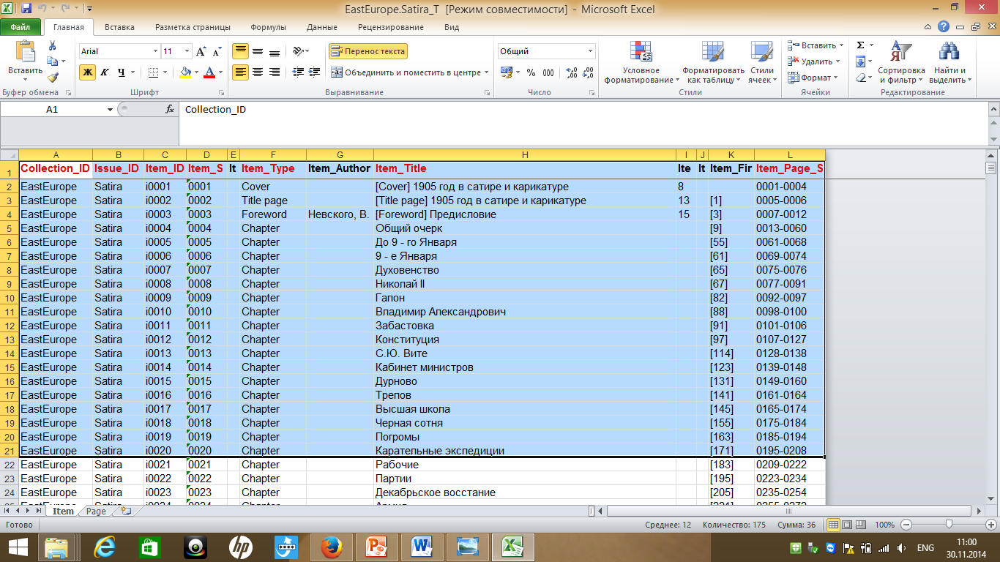 EastEurope.Satira_T [Режим совместимости] - Microsoft Excel
Файл Главная Вставка Разметка страницы Формулы Данные Рецензирование Вид
Вставить
Буфер обмена
Arial 11
Ж К Ч
Шрифт
Перенос текста
Объединить и поместить в центре
Выравнивание
Общий
% 000
Число
Условное форматирование
Форматировать как таблицу
Стили ячеек
Стили
Вставить
Удалить
Формат
Ячейки
Сортировка и фильтр
Найти и выделить
Редактирование
A1 fx Collection_ID
A B C D E F G H I J K L
1 Collection_ID Issue_ID Item_ID Item_S It Item_Type Item_Author Item_Title Ite It Item_Fir Item_Page_S
2 EastEurope Satira i0001 0001 Cover [Cover] 1905 год в сатире и карикатуре 8 0001-0004
3 EastEurope Satira i0002 0002 Title page [Title page] 1905 год в сатире и карикатуре 13 [1] 0005-0006
4 EastEurope Satira i0003 0003 Foreword Невского, В. [Foreword] Предисловие 15 [3] 0007-0012
5 EastEurope Satira i0004 0004 Chapter Общий очерк [9] 0013-0060
6 EastEurope Satira i0005 0005 Chapter До 9 - го Января [55] 0061-0068
7 EastEurope Satira i0006 0006 Chapter 9 - е Января [61] 0069-0074
8 EastEurope Satira i0007 0007 Chapter Духовенство [65] 0075-0076
9 EastEurope Satira i0008 0008 Chapter Николай II [67] 0077-0091
10 EastEurope Satira i0009 0009 Chapter Гапон [82] 0092-0097
11 EastEurope Satira i0010 0010 Chapter Владимир Александрович [88] 0098-0100
12 EastEurope Satira i0011 0011 Chapter Забастовка [91] 0101-0106
13 EastEurope Satira i0012 0012 Chapter Конституция [97] 0107-0127
14 EastEurope Satira i0013 0013 Chapter С.Ю. Вите [114] 0128-0138
15 EastEurope Satira i0014 0014 Chapter Кабинет министров [123] 0139-0148
16 EastEurope Satira i0015 0015 Chapter Дурново [131] 0149-0160
17 EastEurope Satira i0016 0016 Chapter Трепов [141] 0161-0164
18 EastEurope Satira i0017 0017 Chapter Высшая школа [145] 0165-0174
19 EastEurope Satira i0018 0018 Chapter Черная сотня [155] 0175-0184
20 EastEurope Satira i0019 0019 Chapter Погромы [163] 0185-0194
21 EastEurope Satira i0020 0020 Chapter Карательные экспедиции [171] 0195-0208
22 EastEurope Satira i0021 0021 Chapter Рабочие [183] 0209-0222
23 EastEurope Satira i0022 0022 Chapter Партии [195] 0223-0234
24 EastEurope Satira i0023 0023 Chapter Декабрьское восстание [205] 0235-0254
Item Page
Готово Среднее: 12 Количество: 175 Сумма: 36 100%
ENG 11:00
30.11.2014